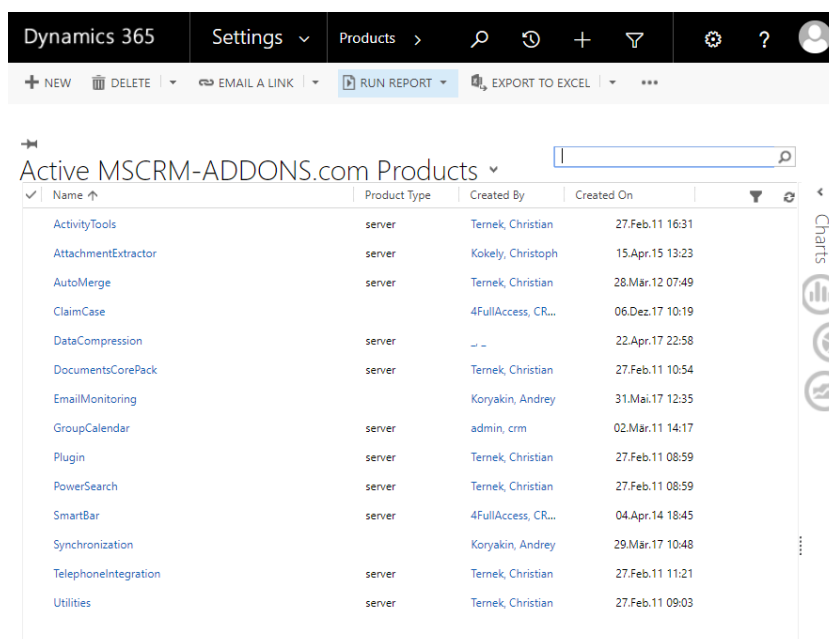 Dynamics 365 Settings Products > ?
NEW DELETE EMAIL A LINK RUN REPORT EXPORT TO EXCEL
Active MSCRM-ADDONS.com Products
Name Product Type Created By Created On
ActivityTools server Ternek, Christian 27.Feb.11 16:31
AttachmentExtractor server Kokely, Christoph 15.Apr.15 13:23
AutoMerge server Ternek, Christian 28.Mär.12 07:49
ClaimCase 4FullAccess, CR... 06.Dez.17 10:19
DataCompression server _, _ 22.Apr.17 22:58
DocumentsCorePack server Ternek, Christian 27.Feb.11 10:54
EmailMonitoring Koryakin, Andrey 31.Mai.17 12:35
GroupCalendar server admin, crm 02.Mär.11 14:17
Plugin server Ternek, Christian 27.Feb.11 08:59
PowerSearch server Ternek, Christian 27.Feb.11 08:59
SmartBar server 4FullAccess, CR... 04.Apr.14 18:45
Synchronization Koryakin, Andrey 29.Mär.17 10:48
TelephoneIntegration server Ternek, Christian 27.Feb.11 11:21
Utilities server Ternek, Christian 27.Feb.11 09:03
Charts